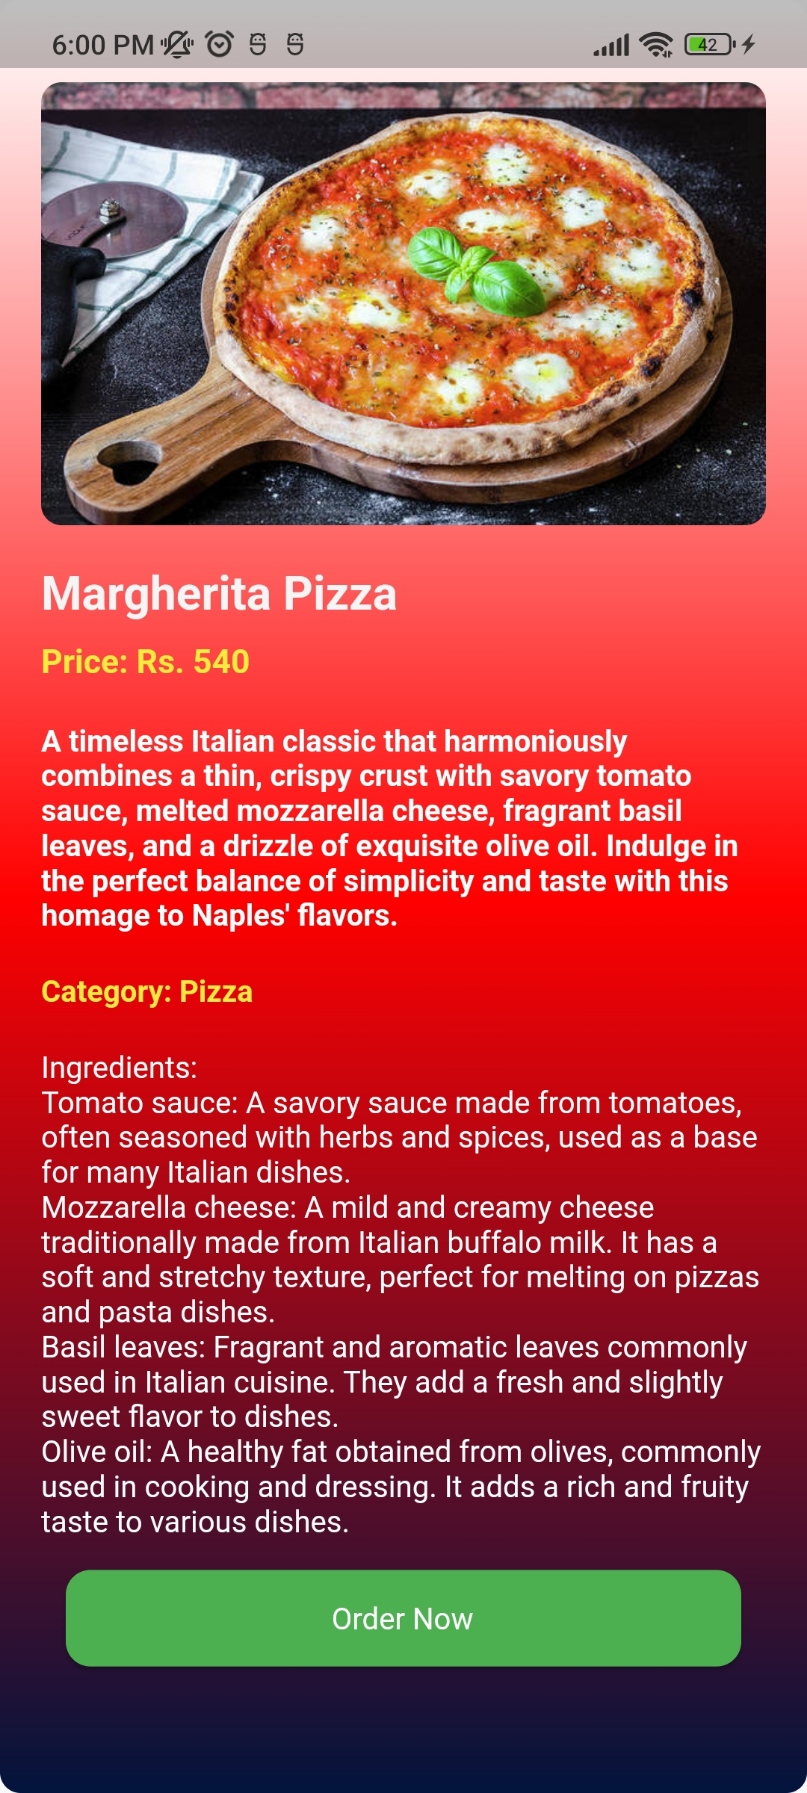 6:00 PM
42
Margherita Pizza
Price: Rs. 540
A timeless Italian classic that harmoniously
combines a thin, crispy crust with savory tomato
sauce, melted mozzarella cheese, fragrant basil
leaves, and a drizzle of exquisite olive oil. Indulge in
the perfect balance of simplicity and taste with this
homage to Naples' flavors.
Category: Pizza
Ingredients:
Tomato sauce: A savory sauce made from tomatoes,
often seasoned with herbs and spices, used as a base
for many Italian dishes.
Mozzarella cheese: A mild and creamy cheese
traditionally made from Italian buffalo milk. It has a
soft and stretchy texture, perfect for melting on pizzas
and pasta dishes.
Basil leaves: Fragrant and aromatic leaves commonly
used in Italian cuisine. They add a fresh and slightly
sweet flavor to dishes.
Olive oil: A healthy fat obtained from olives, commonly
used in cooking and dressing. It adds a rich and fruity
taste to various dishes.
Order Now